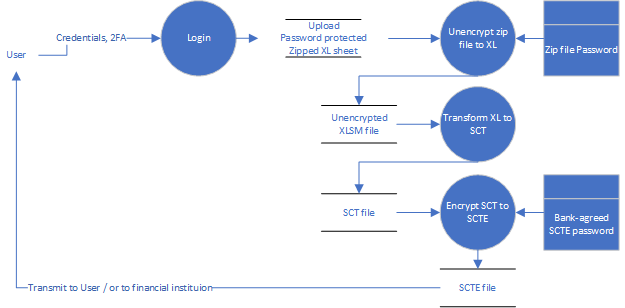 Upload
Password protected
Zipped XL sheet
Credentials, 2FA
Login
Unencrypt zip
file to XL
Zip file Password
User
Unencrypted
XLSM file
Transform XL to
SCT
SCT file
Encrypt SCT to
SCTE
Bank-agreed
SCTE password
Transmit to User / or to financial instituion
SCTE file